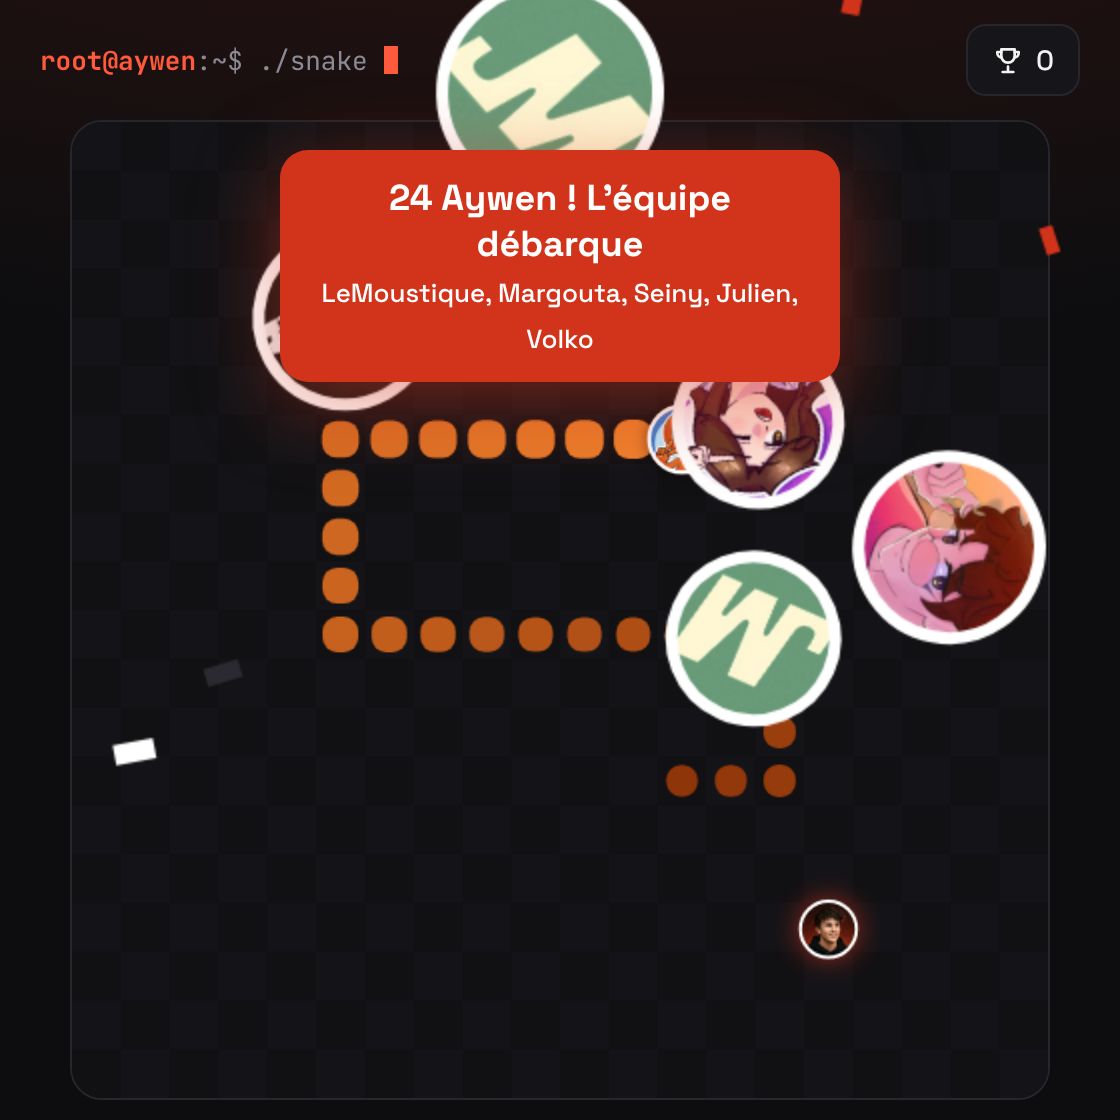 root@aywen:~$ ./snake
0
24 Aywen ! L'équipe
débarque
LeMoustique, Margouta, Seiny, Julien,
Volko